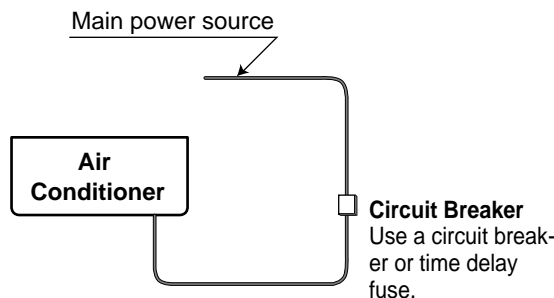 Main power source
Air
Conditioner
Circuit Breaker
Use a circuit break-
er or time delay
fuse.